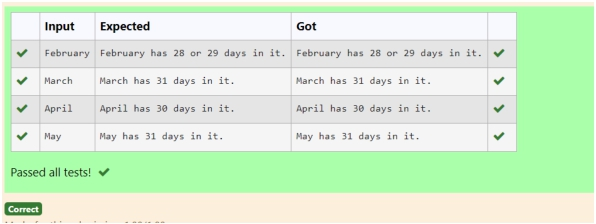 Input Expected Got
February February has 28 or 29 days in it. February has 28 or 29 days in it.
March March has 31 days in it. March has 31 days in it.
April April has 30 days in it. April has 30 days in it.
May May has 31 days in it. May has 31 days in it.
Passed all tests!
Correct